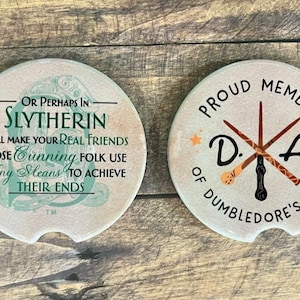 OR PERHAPS IN
SLYTHERIN
MAKE YOUR REAL FRIENDS
Cunning FOLK USE
Means TO ACHIEVE
THEIR ENDS
TM
PROUD
D. A
OF DUMBLEDORE'S